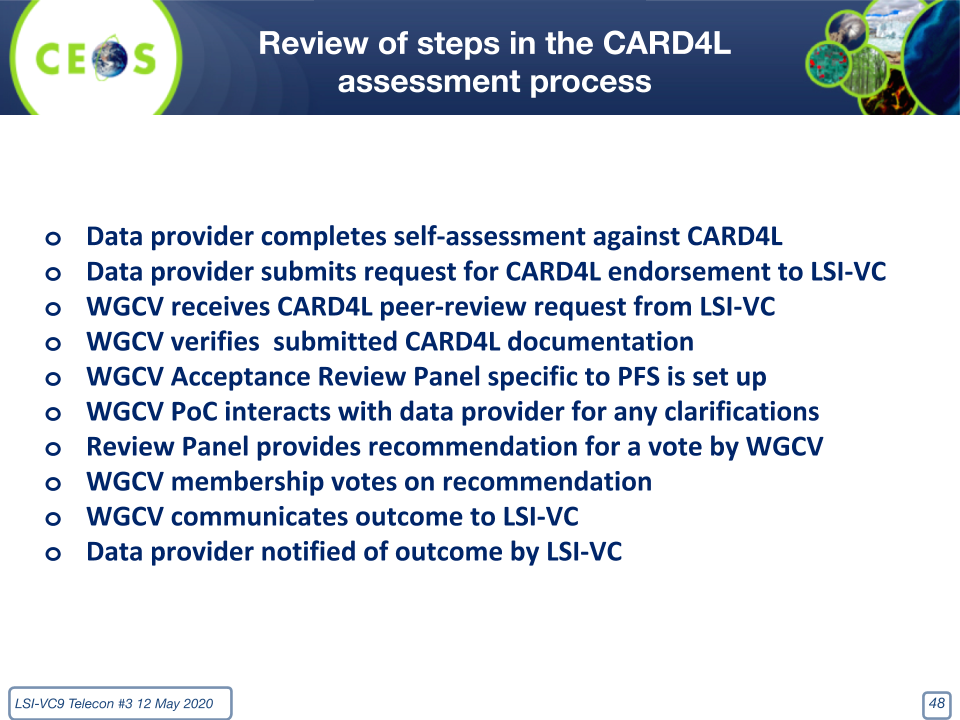 CEOS
Review of steps in the CARD4L
assessment process
o Data provider completes self-assessment against CARD4L
o Data provider submits request for CARD4L endorsement to LSI-VC
o WGCV receives CARD4L peer-review request from LSI-VC
o WGCV verifies  submitted CARD4L documentation
o WGCV Acceptance Review Panel specific to PFS is set up
o WGCV PoC interacts with data provider for any clarifications
o Review Panel provides recommendation for a vote by WGCV
o WGCV membership votes on recommendation
o WGCV communicates outcome to LSI-VC
o Data provider notified of outcome by LSI-VC
LSI-VC9 Telecon #3 12 May 2020
48